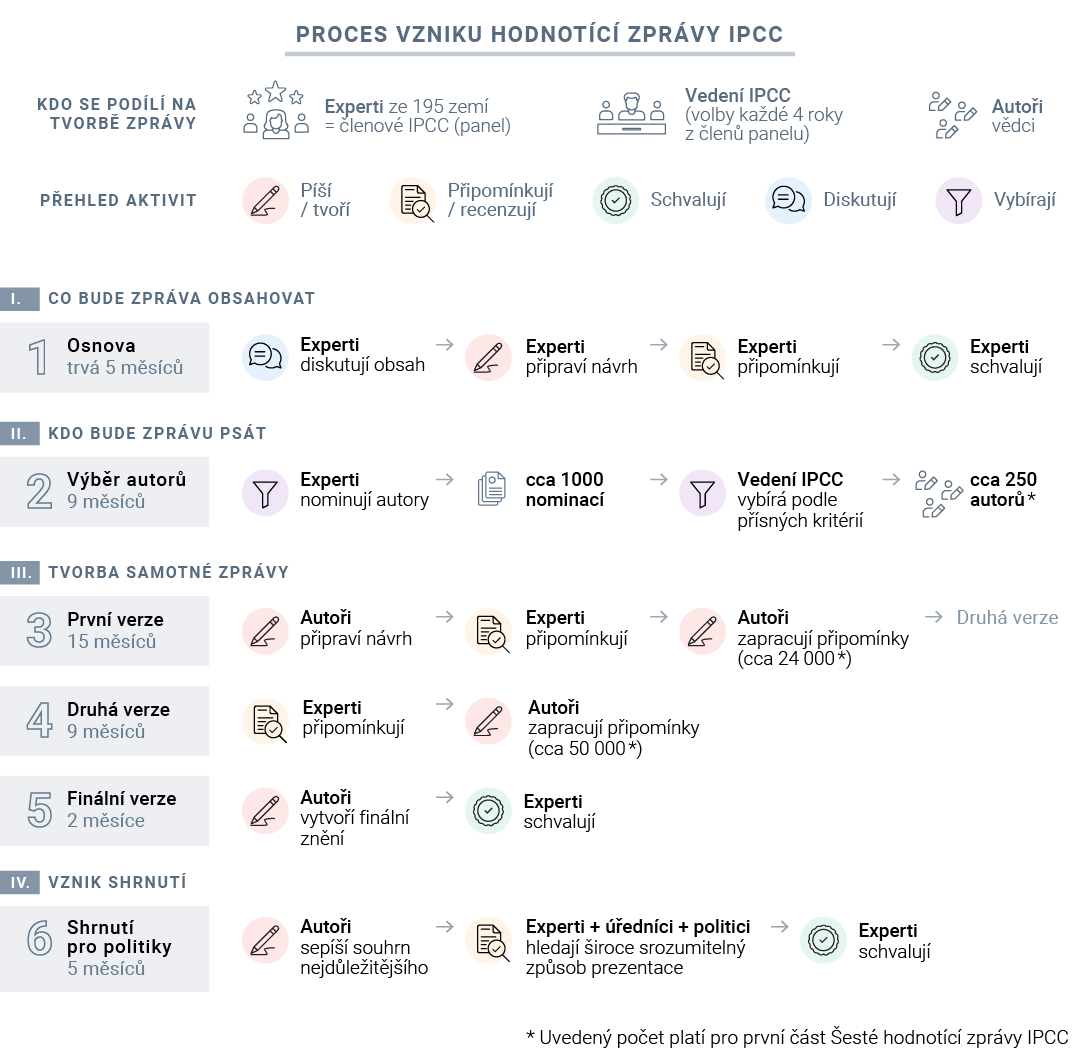 PROCES VZNIKU HODNOTÍCÍ ZPRÁVY IPCC
KDO SE PODÍLÍ NA
TVORBĚ ZPRÁVY
Experti ze 195 zemí
= členové IPCC (panel)
Vedení IPCC
(volby každé 4 roky
z členů panelu)
Autoři
vědci
PŘEHLED AKTIVIT
Píší
/ tvoří
Připomínkují
/ recenzují
Schvalují
Diskutují
Vybírají
I. CO BUDE ZPRÁVA OBSAHOVAT
1 Osnova
trvá 5 měsíců
Experti
diskutují obsah
Experti
připraví návrh
Experti
připomínkují
Experti
schvalují
II. KDO BUDE ZPRÁVU PSÁT
2 Výběr autorů
9 měsíců
Experti
nominují autory
cca 1000
nominací
Vedení IPCC
vybírá podle
přísných kritérií
cca 250
autorů *
III. TVORBA SAMOTNÉ ZPRÁVY
3 První verze
15 měsíců
Autoři
připraví návrh
Experti
připomínkují
Autoři
zapracují připomínky
(cca 24 000 *)
Druhá verze
4 Druhá verze
9 měsíců
Experti
připomínkují
Autoři
zapracují připomínky
(cca 50 000 *)
5 Finální verze
2 měsíce
Autoři
vytvoří finální
znění
Experti
schvalují
IV. VZNIK SHRNUTÍ
6 Shrnutí
pro politiky
5 měsíců
Autoři
sepíší souhrn
nejdůležitějšího
Experti + úředníci + politici
hledají široce srozumitelný
způsob prezentace
Experti
schvalují
* Uvedený počet platí pro první část Šesté hodnotící zprávy IPCC